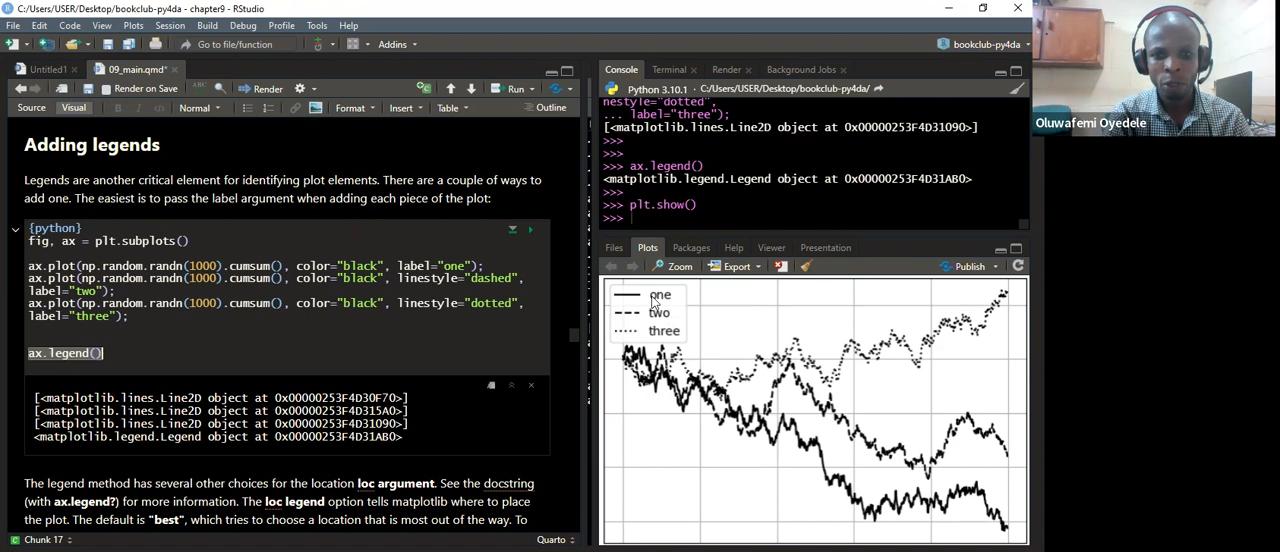 C:/Users/USER/Desktop/bookclub-py4da - chapter9 - RStudio
File Edit Code View Plots Session Build Debug Profile Tools Help
Go to file/function Addins bookclub-py4da
Untitled1 09_main.qmd*
Render on Save Render Run
Source Visual B I Normal Format Insert Table Outline
Adding legends
Legends are another critical element for identifying plot elements. There are a couple of ways to
add one. The easiest is to pass the label argument when adding each piece of the plot:
{python}
fig, ax = plt.subplots()
ax.plot(np.random.randn(1000).cumsum(), color="black", label="one");
ax.plot(np.random.randn(1000).cumsum(), color="black", linestyle="dashed",
label="two");
ax.plot(np.random.randn(1000).cumsum(), color="black", linestyle="dotted",
label="three");
ax.legend()
[<matplotlib.lines.Line2D object at 0x00000253F4D30F70>]
[<matplotlib.lines.Line2D object at 0x00000253F4D315A0>]
[<matplotlib.lines.Line2D object at 0x00000253F4D31090>]
<matplotlib.legend.Legend object at 0x00000253F4D31AB0>
The legend method has several other choices for the location loc argument. See the docstring
(with ax.legend?) for more information. The loc legend option tells matplotlib where to place
the plot. The default is "best", which tries to choose a location that is most out of the way. To
Chunk 17 Quarto
Console Terminal Render Background Jobs
Python 3.10.1 · C:/Users/USER/Desktop/bookclub-py4da/
nestyle="dotted",
... label="three");
[<matplotlib.lines.Line2D object at 0x00000253F4D31090>]
>>>
>>>
>>> ax.legend()
<matplotlib.legend.Legend object at 0x00000253F4D31AB0>
>>>
>>> plt.show()
>>>
Files Plots Packages Help Viewer Presentation
Zoom Export Publish
one
two
three
Oluwafemi Oyedele